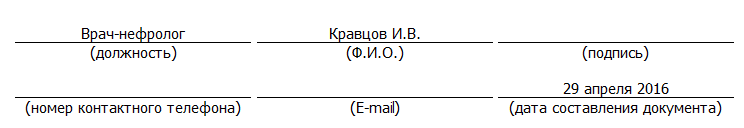 Врач-нефролог Кравцов И.В.
(должность) (Ф.И.О.) (подпись)
29 апреля 2016
(номер контактного телефона) (E-mail) (дата составления документа)